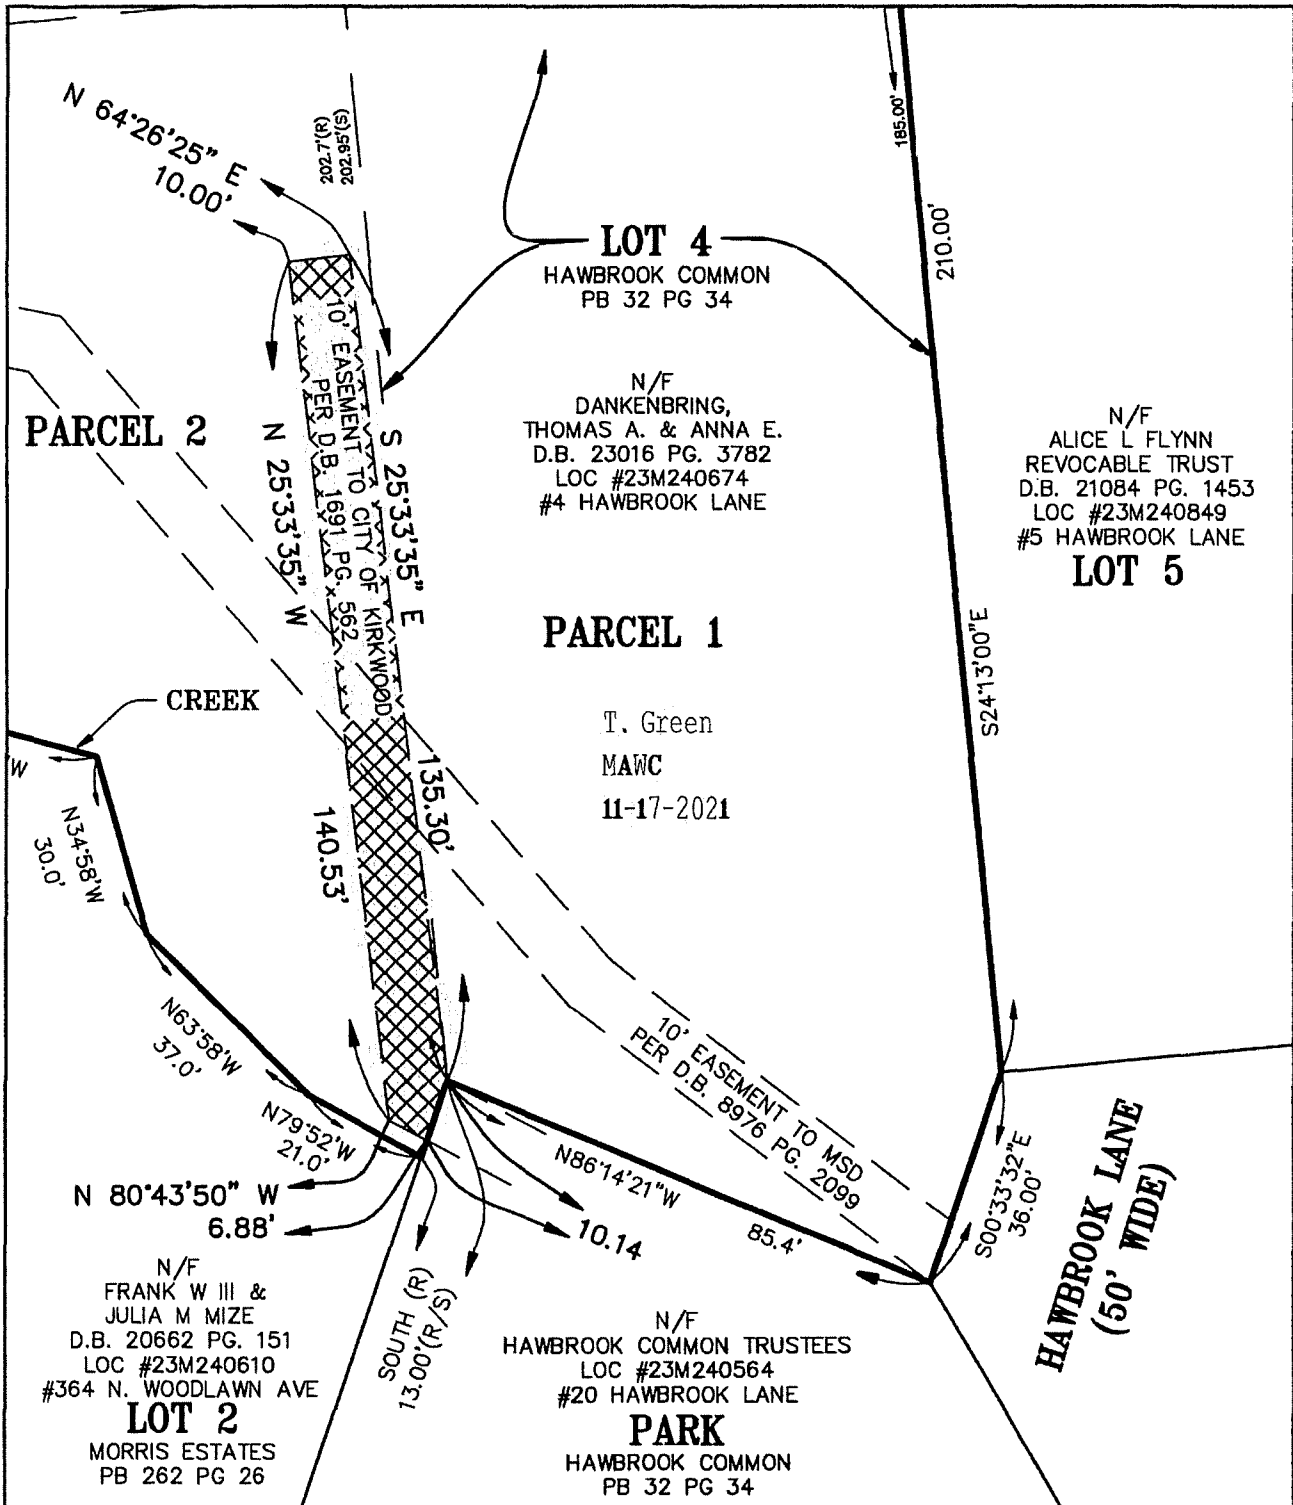 N 64°26'25" E
10.00'
202.7'(R)
202.95'(S)
185.00'
210.00'
LOT 4
HAWBROOK COMMON
PB 32 PG 34
N/F
DANKENBRING,
THOMAS A. & ANNA E.
D.B. 23016 PG. 3782
LOC #23M240674
#4 HAWBROOK LANE
N/F
ALICE L FLYNN
REVOCABLE TRUST
D.B. 21084 PG. 1453
LOC #23M240849
#5 HAWBROOK LANE
LOT 5
PARCEL 2
10' EASEMENT TO CITY OF KIRKWOOD
PER D.B. 1691 PG. 562
N 25°33'35" W
S 25°33'35" E
PARCEL 1
S24°13'00"E
CREEK
T. Green
MAWC
11-17-2021
W
135.30'
140.53'
N34°58'W
30.0'
N63°58'W
37.0'
N79°52'W
21.0'
N 80°43'50" W
6.88'
10.14
N86°14'21"W
85.4'
10' EASEMENT TO MSD
PER D.B. 8976 PG. 2099
S00°33'32"E
36.00'
HAWBROOK LANE
(50' WIDE)
SOUTH (R)
13.00'(R/S)
N/F
FRANK W III &
JULIA M MIZE
D.B. 20662 PG. 151
LOC #23M240610
#364 N. WOODLAWN AVE
LOT 2
MORRIS ESTATES
PB 262 PG 26
N/F
HAWBROOK COMMON TRUSTEES
LOC #23M240564
#20 HAWBROOK LANE
PARK
HAWBROOK COMMON
PB 32 PG 34